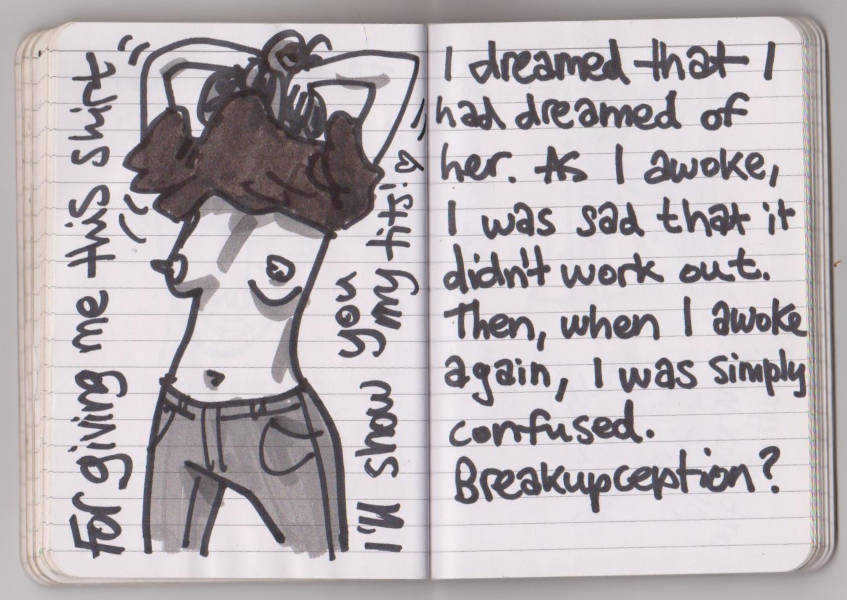 For giving me this shirt
I'll show you
my tits! ♡
I dreamed that I
had dreamed of
her. As I awoke,
I was sad that it
didn't work out.
Then, when I awoke
again, I was simply
confused.
Breakupception?